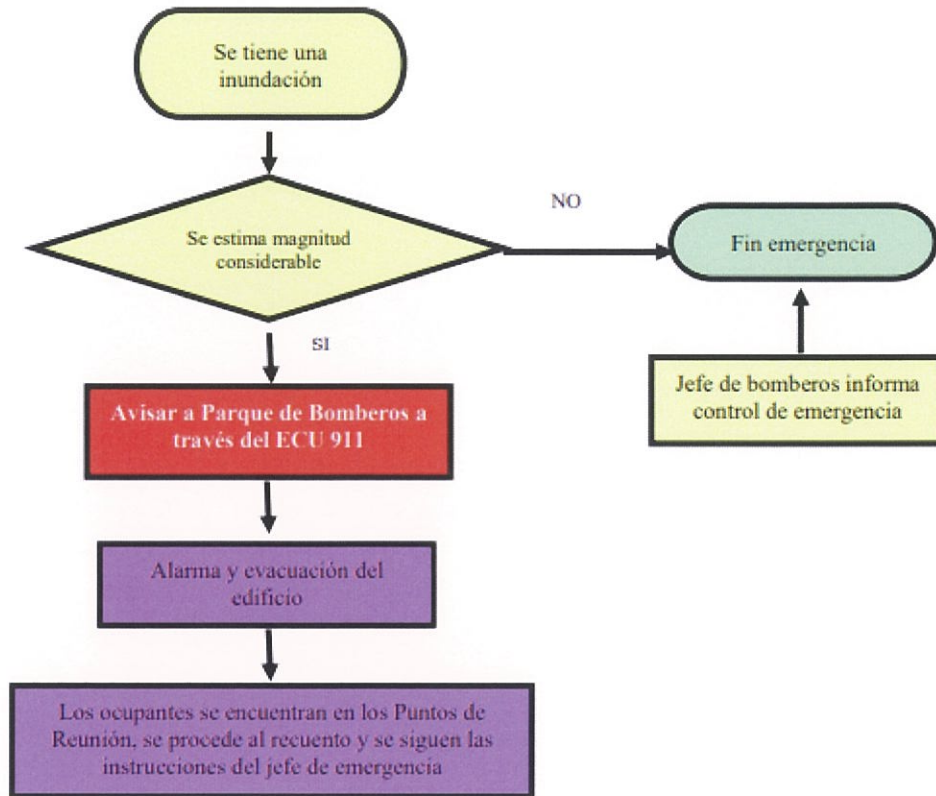 Se tiene una
inundación
Se estima magnitud
considerable
NO
Fin emergencia
SI
Jefe de bomberos informa
control de emergencia
Avisar a Parque de Bomberos a
través del ECU 911
Alarma y evacuación del
edificio
Los ocupantes se encuentran en los Puntos de
Reunión, se procede al recuento y se siguen las
instrucciones del jefe de emergencia